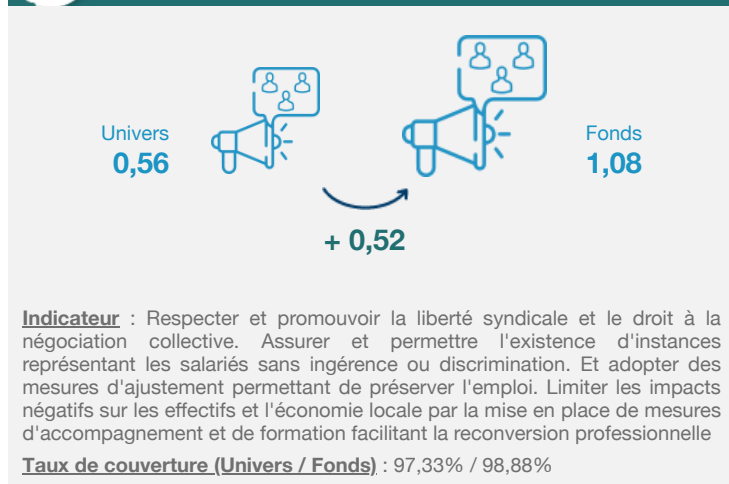 Univers
0,56
Fonds
1,08
+ 0,52
Indicateur : Respecter et promouvoir la liberté syndicale et le droit à la
négociation collective. Assurer et permettre l'existence d'instances
représentant les salariés sans ingérence ou discrimination. Et adopter des
mesures d'ajustement permettant de préserver l'emploi. Limiter les impacts
négatifs sur les effectifs et l'économie locale par la mise en place de mesures
d'accompagnement et de formation facilitant la reconversion professionnelle
Taux de couverture (Univers / Fonds) : 97,33% / 98,88%